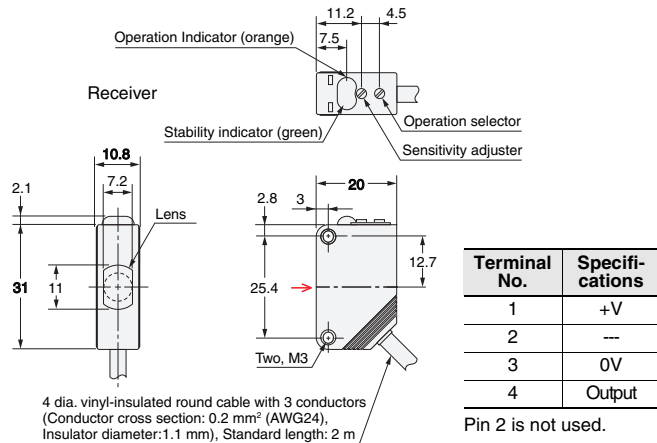 11.2
4.5
Operation Indicator (orange)
7.5
Receiver
Operation selector
Stability indicator (green)
Sensitivity adjuster
10.8
20
7.2
2.1
2.8
3
Lens
12.7
31
11
25.4
Two, M3
Terminal No.
Specifi-cations
1
+V
2
---
3
0V
4
Output
Pin 2 is not used.
4 dia. vinyl-insulated round cable with 3 conductors
(Conductor cross section: 0.2 mm² (AWG24),
Insulator diameter:1.1 mm), Standard length: 2 m